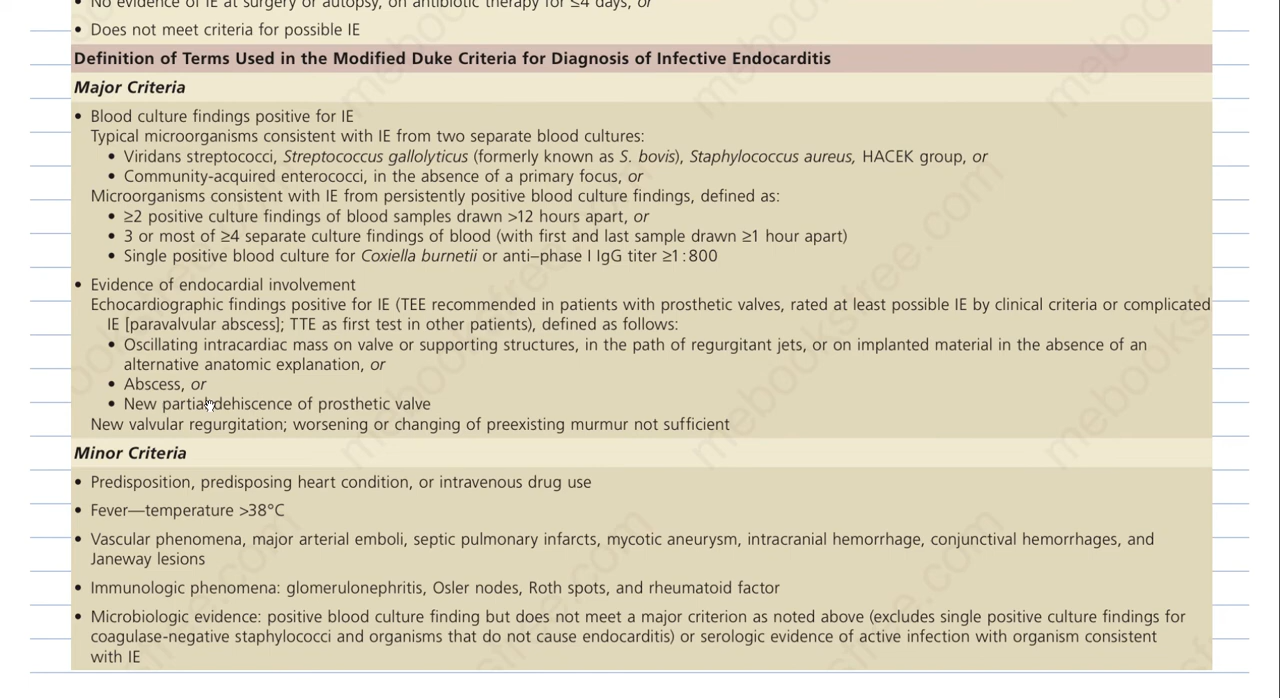 • No evidence of IE at surgery or autopsy, on antibiotic therapy for ≤4 days, or
• Does not meet criteria for possible IE
Definition of Terms Used in the Modified Duke Criteria for Diagnosis of Infective Endocarditis
Major Criteria
• Blood culture findings positive for IE
Typical microorganisms consistent with IE from two separate blood cultures:
• Viridans streptococci, Streptococcus gallolyticus (formerly known as S. bovis), Staphylococcus aureus, HACEK group, or
• Community-acquired enterococci, in the absence of a primary focus, or
Microorganisms consistent with IE from persistently positive blood culture findings, defined as:
• ≥2 positive culture findings of blood samples drawn >12 hours apart, or
• 3 or most of ≥4 separate culture findings of blood (with first and last sample drawn ≥1 hour apart)
• Single positive blood culture for Coxiella burnetii or anti–phase I IgG titer ≥1:800
• Evidence of endocardial involvement
Echocardiographic findings positive for IE (TEE recommended in patients with prosthetic valves, rated at least possible IE by clinical criteria or complicated
IE [paravalvular abscess]; TTE as first test in other patients), defined as follows:
• Oscillating intracardiac mass on valve or supporting structures, in the path of regurgitant jets, or on implanted material in the absence of an
alternative anatomic explanation, or
• Abscess, or
• New partial dehiscence of prosthetic valve
New valvular regurgitation; worsening or changing of preexisting murmur not sufficient
Minor Criteria
• Predisposition, predisposing heart condition, or intravenous drug use
• Fever—temperature >38°C
• Vascular phenomena, major arterial emboli, septic pulmonary infarcts, mycotic aneurysm, intracranial hemorrhage, conjunctival hemorrhages, and
Janeway lesions
• Immunologic phenomena: glomerulonephritis, Osler nodes, Roth spots, and rheumatoid factor
• Microbiologic evidence: positive blood culture finding but does not meet a major criterion as noted above (excludes single positive culture findings for
coagulase-negative staphylococci and organisms that do not cause endocarditis) or serologic evidence of active infection with organism consistent
with IE